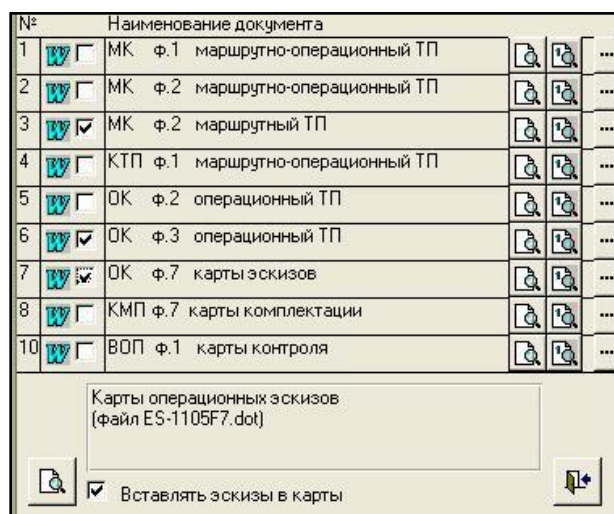 № Наименование документа
1 МК ф.1 маршрутно-операционный ТП ...
2 МК ф.2 маршрутно-операционный ТП ...
3 МК ф.2 маршрутный ТП ...
4 КТП ф.1 маршрутно-операционный ТП ...
5 ОК ф.2 операционный ТП ...
6 ОК ф.3 операционный ТП ...
7 ОК ф.7 карты эскизов ...
8 КМП ф.7 карты комплектации ...
10 ВОП ф.1 карты контроля ...
Карты операционных эскизов
(файл ES-1105F7.dot)
Вставлять эскизы в карты